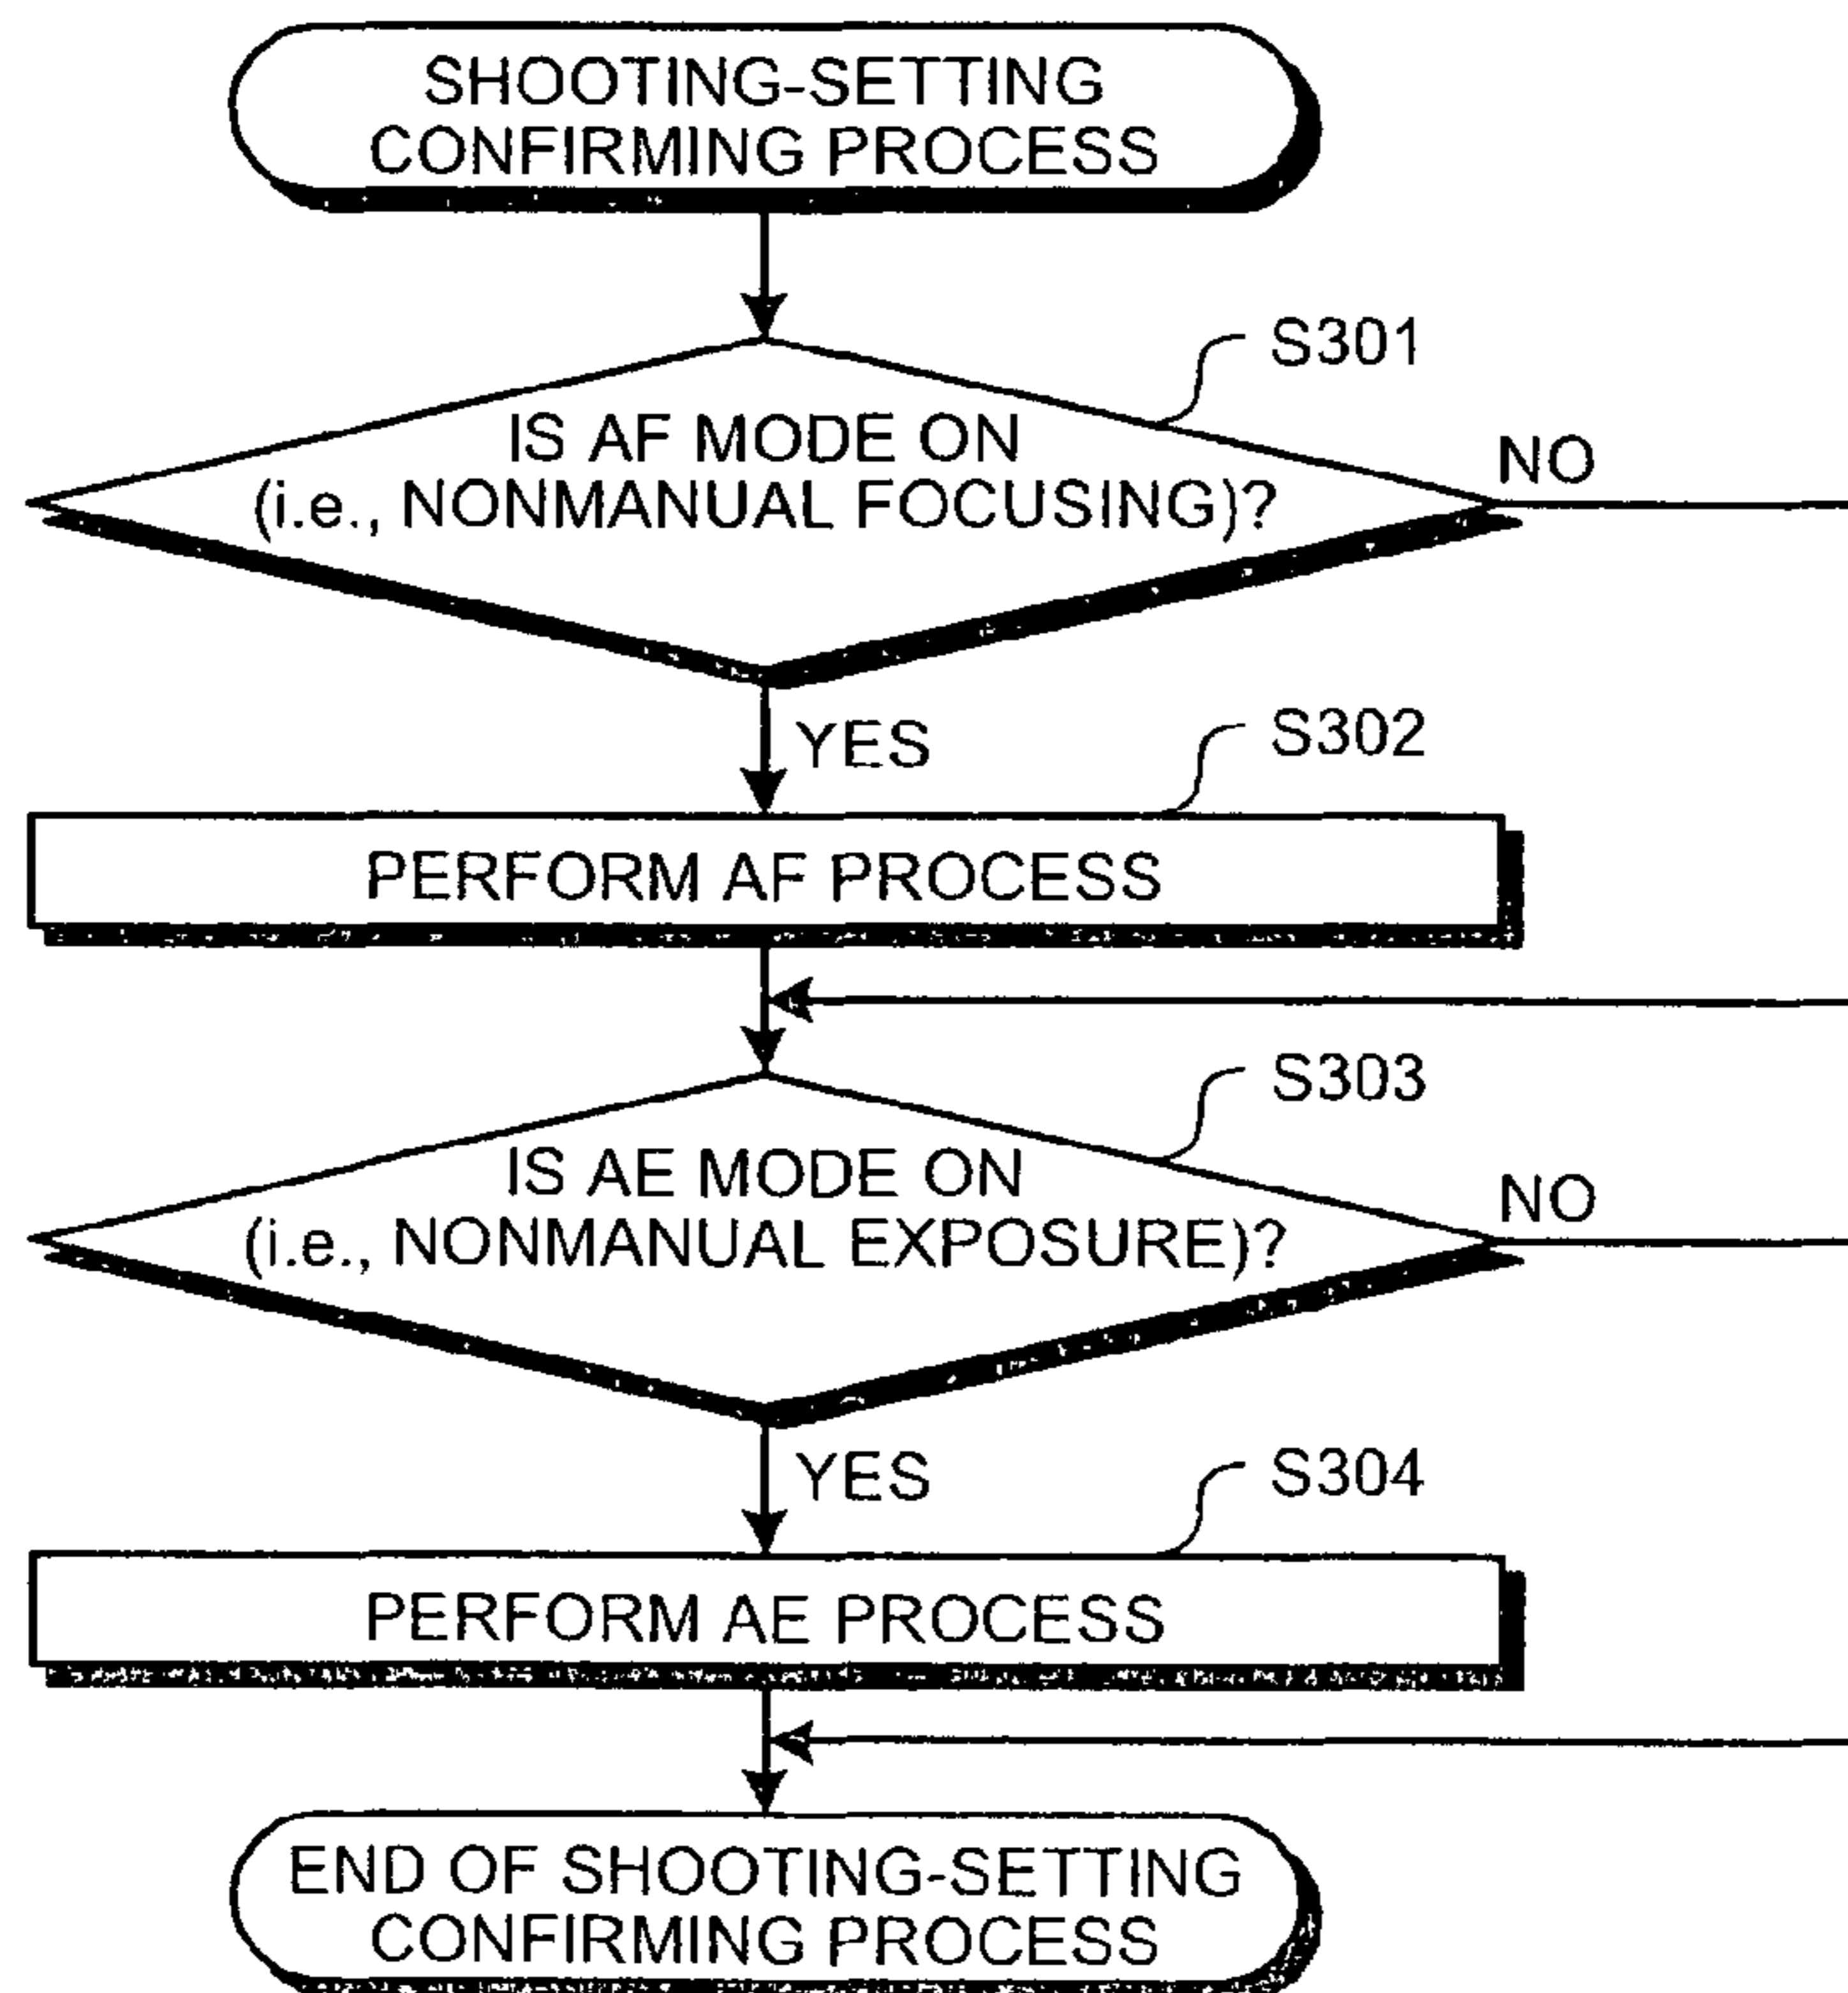 SHOOTING-SETTING
CONFIRMING PROCESS
S301
IS AF MODE ON
(i.e., NONMANUAL FOCUSING)?
NO
YES
S302
PERFORM AF PROCESS
S303
IS AE MODE ON
(i.e., NONMANUAL EXPOSURE)?
NO
YES
S304
PERFORM AE PROCESS
END OF SHOOTING-SETTING
CONFIRMING PROCESS